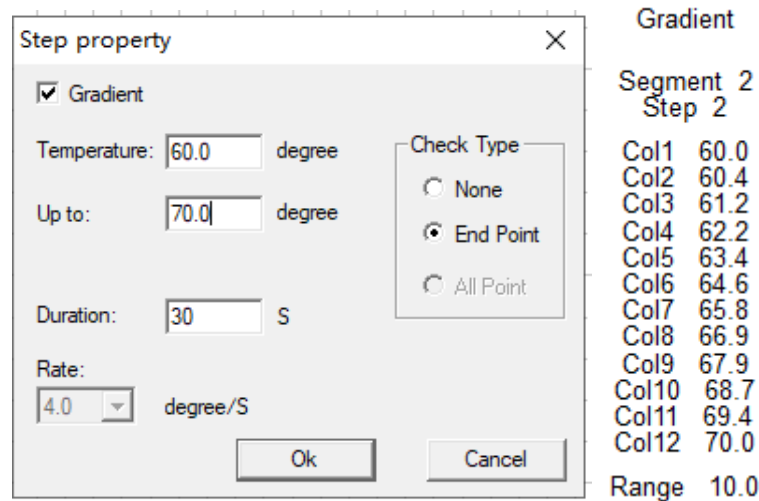 Step property
Gradient
Temperature: 60.0 degree
Up to: 70.0 degree
Duration: 30 S
Rate:
4.0 degree/S
Check Type
None
End Point
All Point
Ok Cancel
Gradient
Segment 2
Step 2
Col1 60.0
Col2 60.4
Col3 61.2
Col4 62.2
Col5 63.4
Col6 64.6
Col7 65.8
Col8 66.9
Col9 67.9
Col10 68.7
Col11 69.4
Col12 70.0
Range 10.0